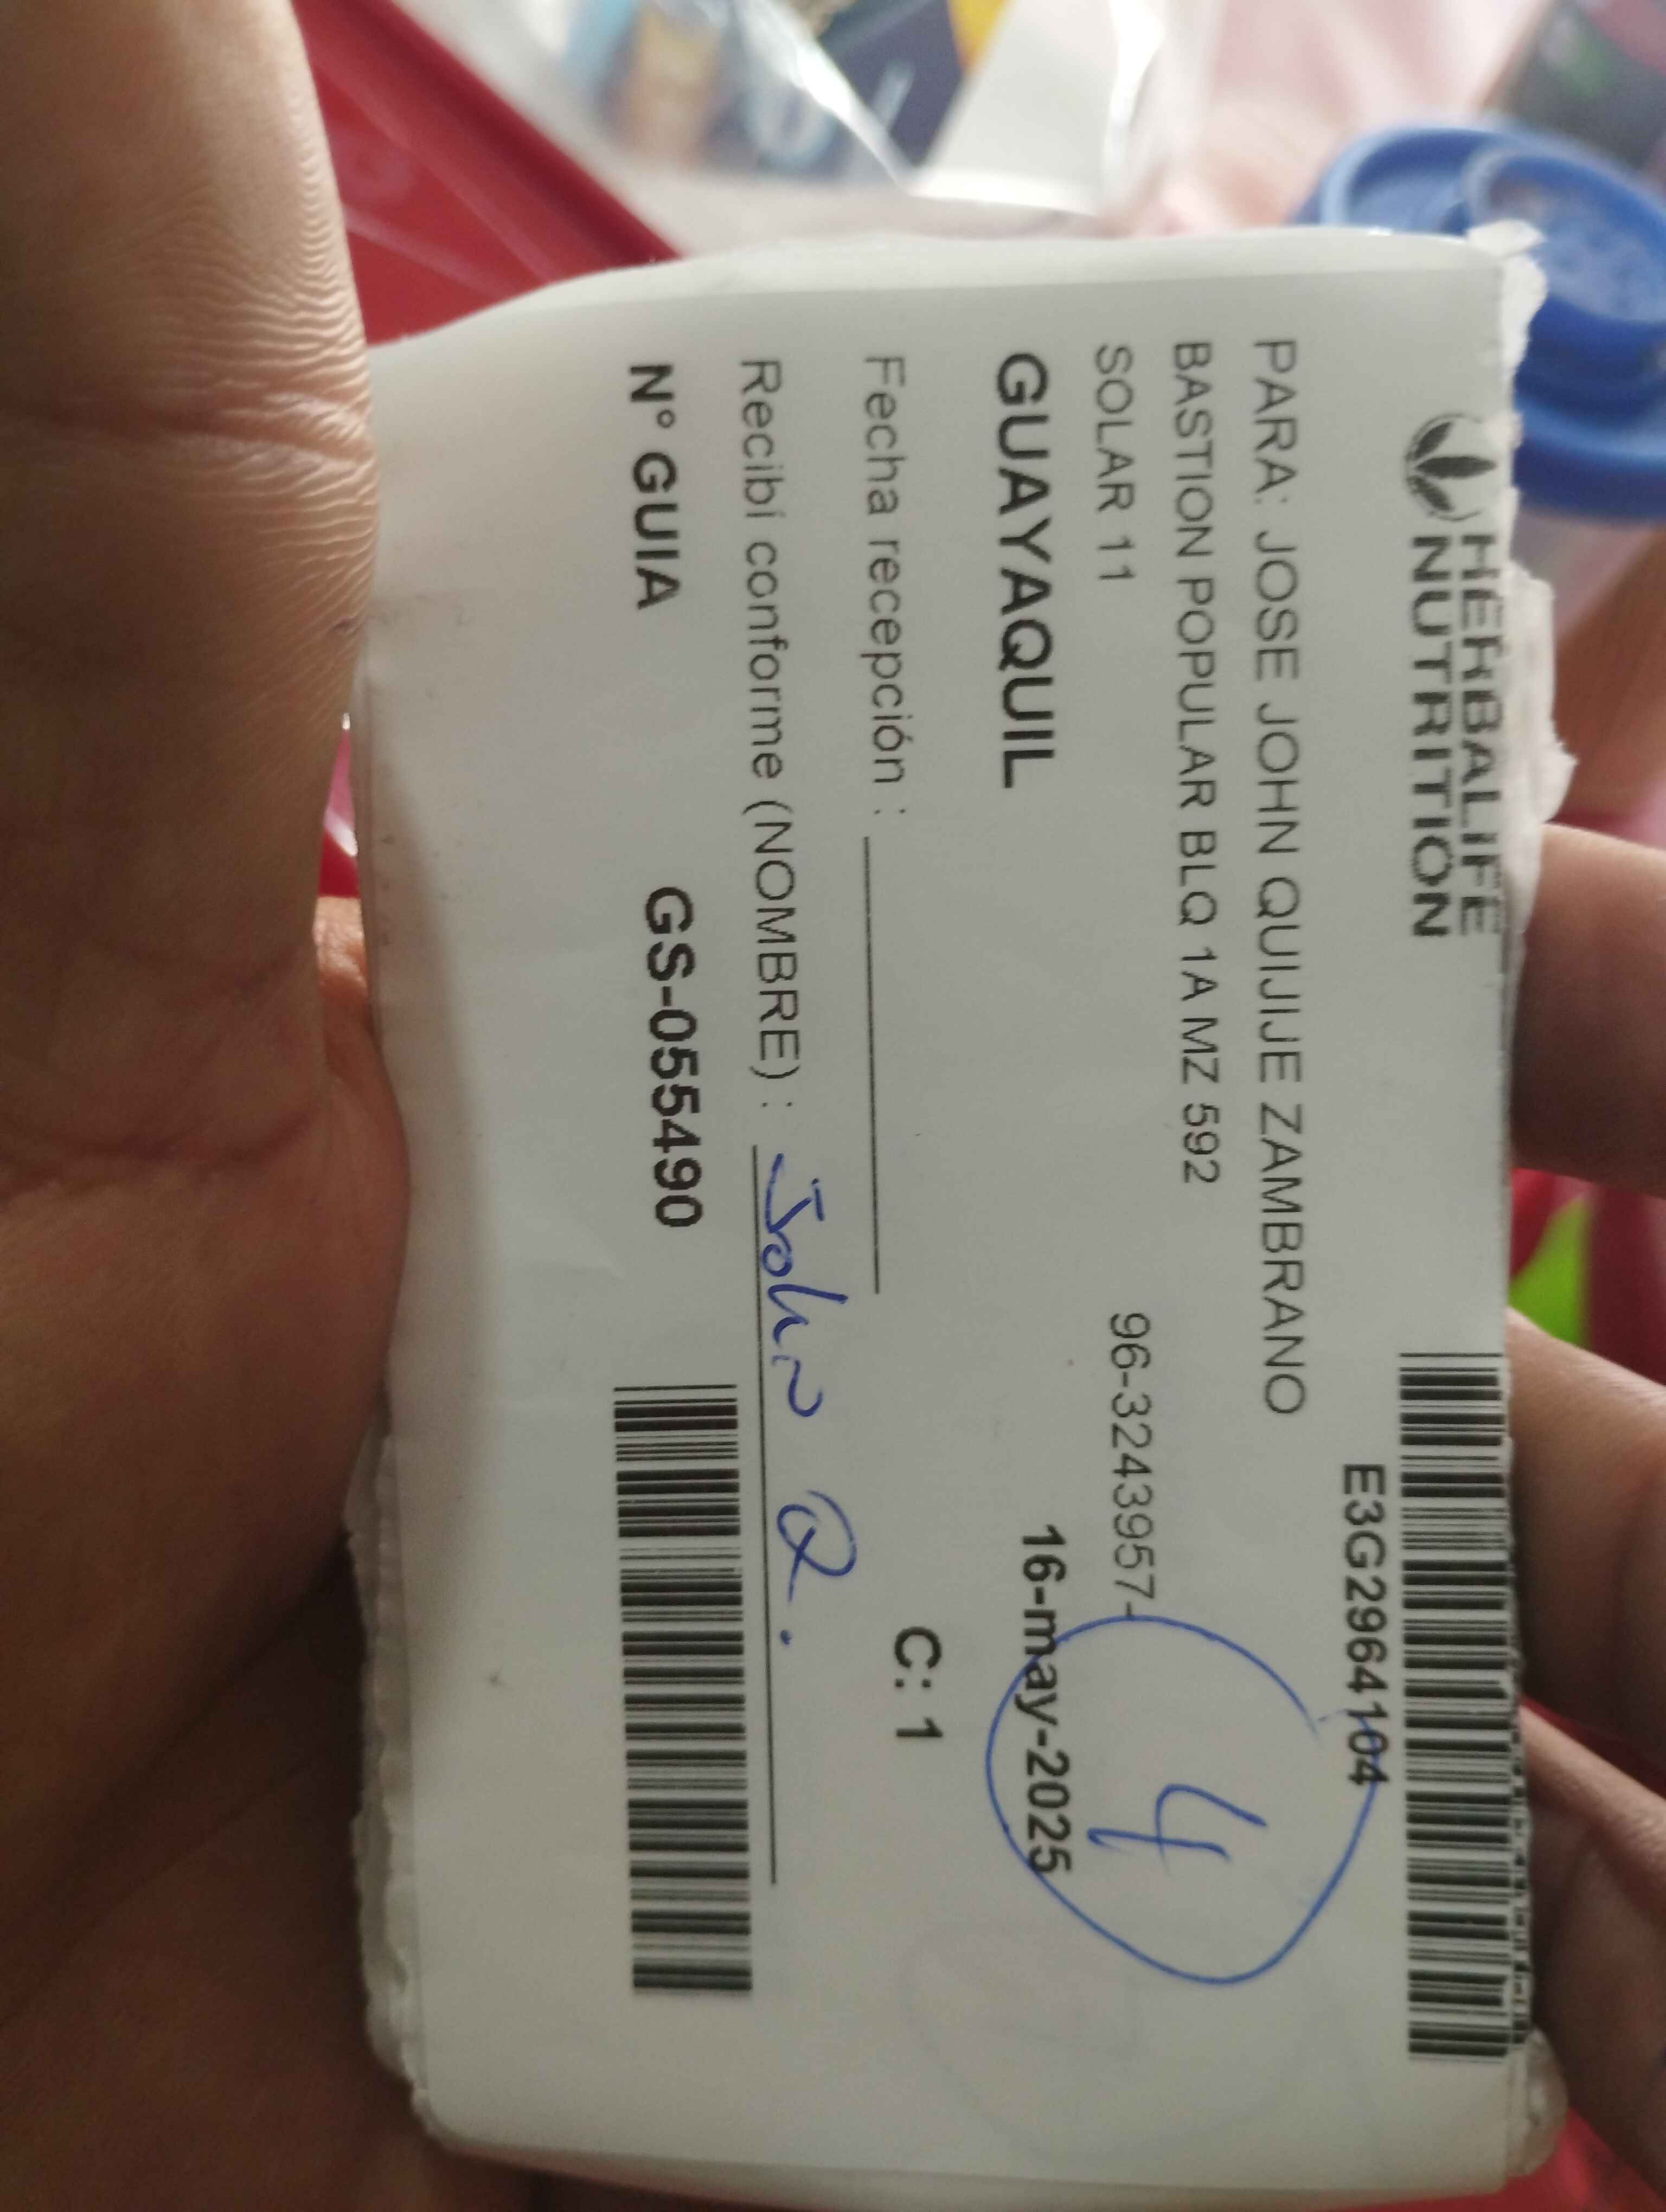 HERBALIFE
NUTRITION
E3G2964104
PARA: JOSE JOHN QUIJIJE ZAMBRANO
BASTION POPULAR BLQ 1A MZ 592
SOLAR 11
96-3243957-
4
GUAYAQUIL
16-may-2025
Fecha recepción :
C: 1
Recibí conforme (NOMBRE) : John Q.
N° GUIA GS-055490